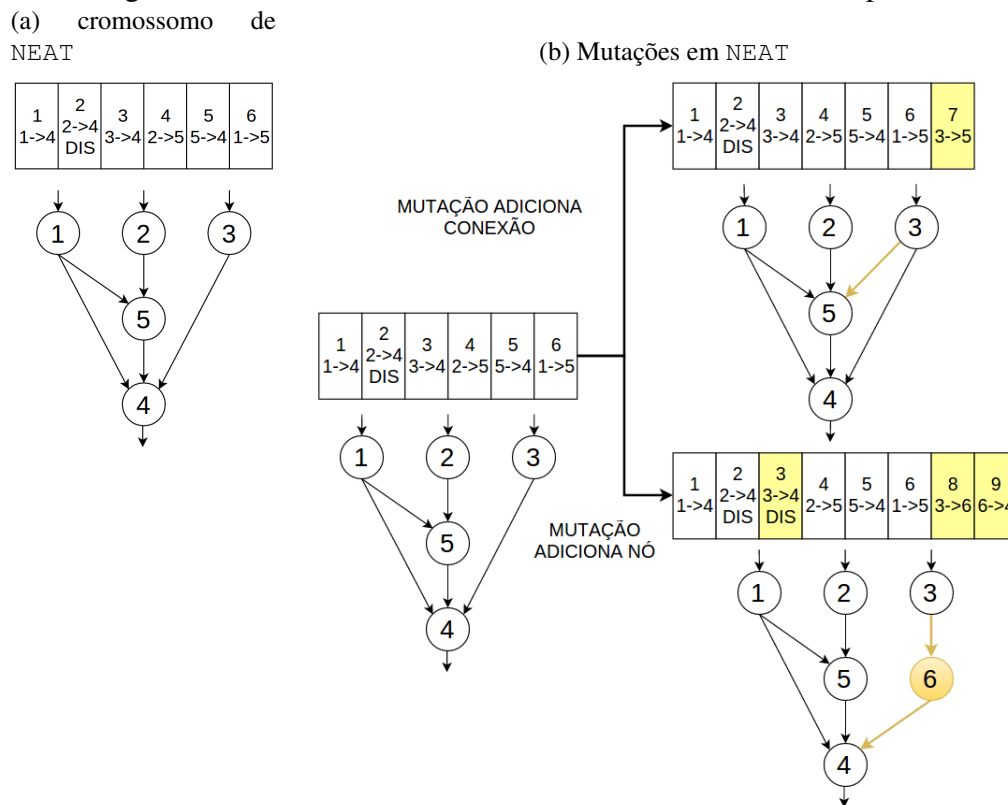 (a) cromossomo de
NEAT
(b) Mutações em NEAT
1 2 3 4 5 6
1->4 2->4 3->4 2->5 5->4 1->5
DIS
1
2
3
5
4
MUTAÇÃO ADICIONA
CONEXÃO
1 2 3 4 5 6 7
1->4 2->4 3->4 2->5 5->4 1->5 3->5
DIS
1
2
3
5
4
1 2 3 4 5 6
1->4 2->4 3->4 2->5 5->4 1->5
DIS
1
2
3
5
4
MUTAÇÃO
ADICIONA NÓ
1 2 3 4 5 6 8 9
1->4 2->4 3->4 2->5 5->4 1->5 3->6 6->4
DIS DIS
1
2
3
5
6
4